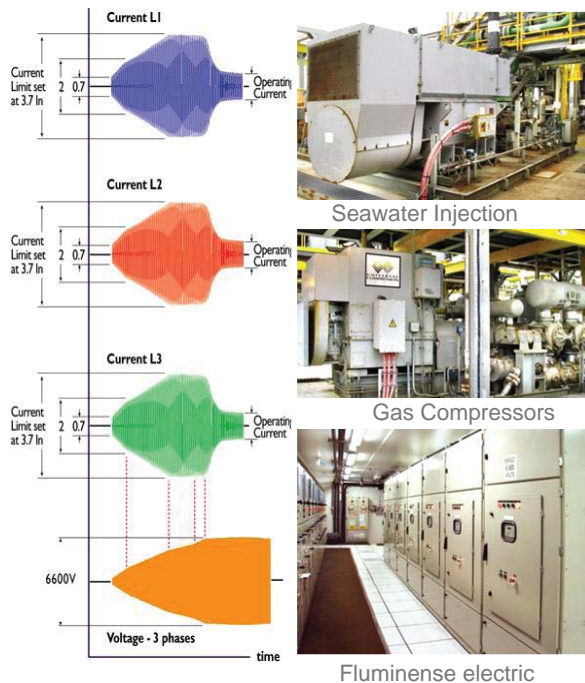 Current L1
Current
Limit set
at 3.7 In
2
0.7
Operating
Current
Current L2
Current
Limit set
at 3.7 In
2
0.7
Operating
Current
Current L3
Current
Limit set
at 3.7 In
2
0.7
Operating
Current
6600V
Voltage - 3 phases
time
Seawater Injection
Gas Compressors
Fluminense electric